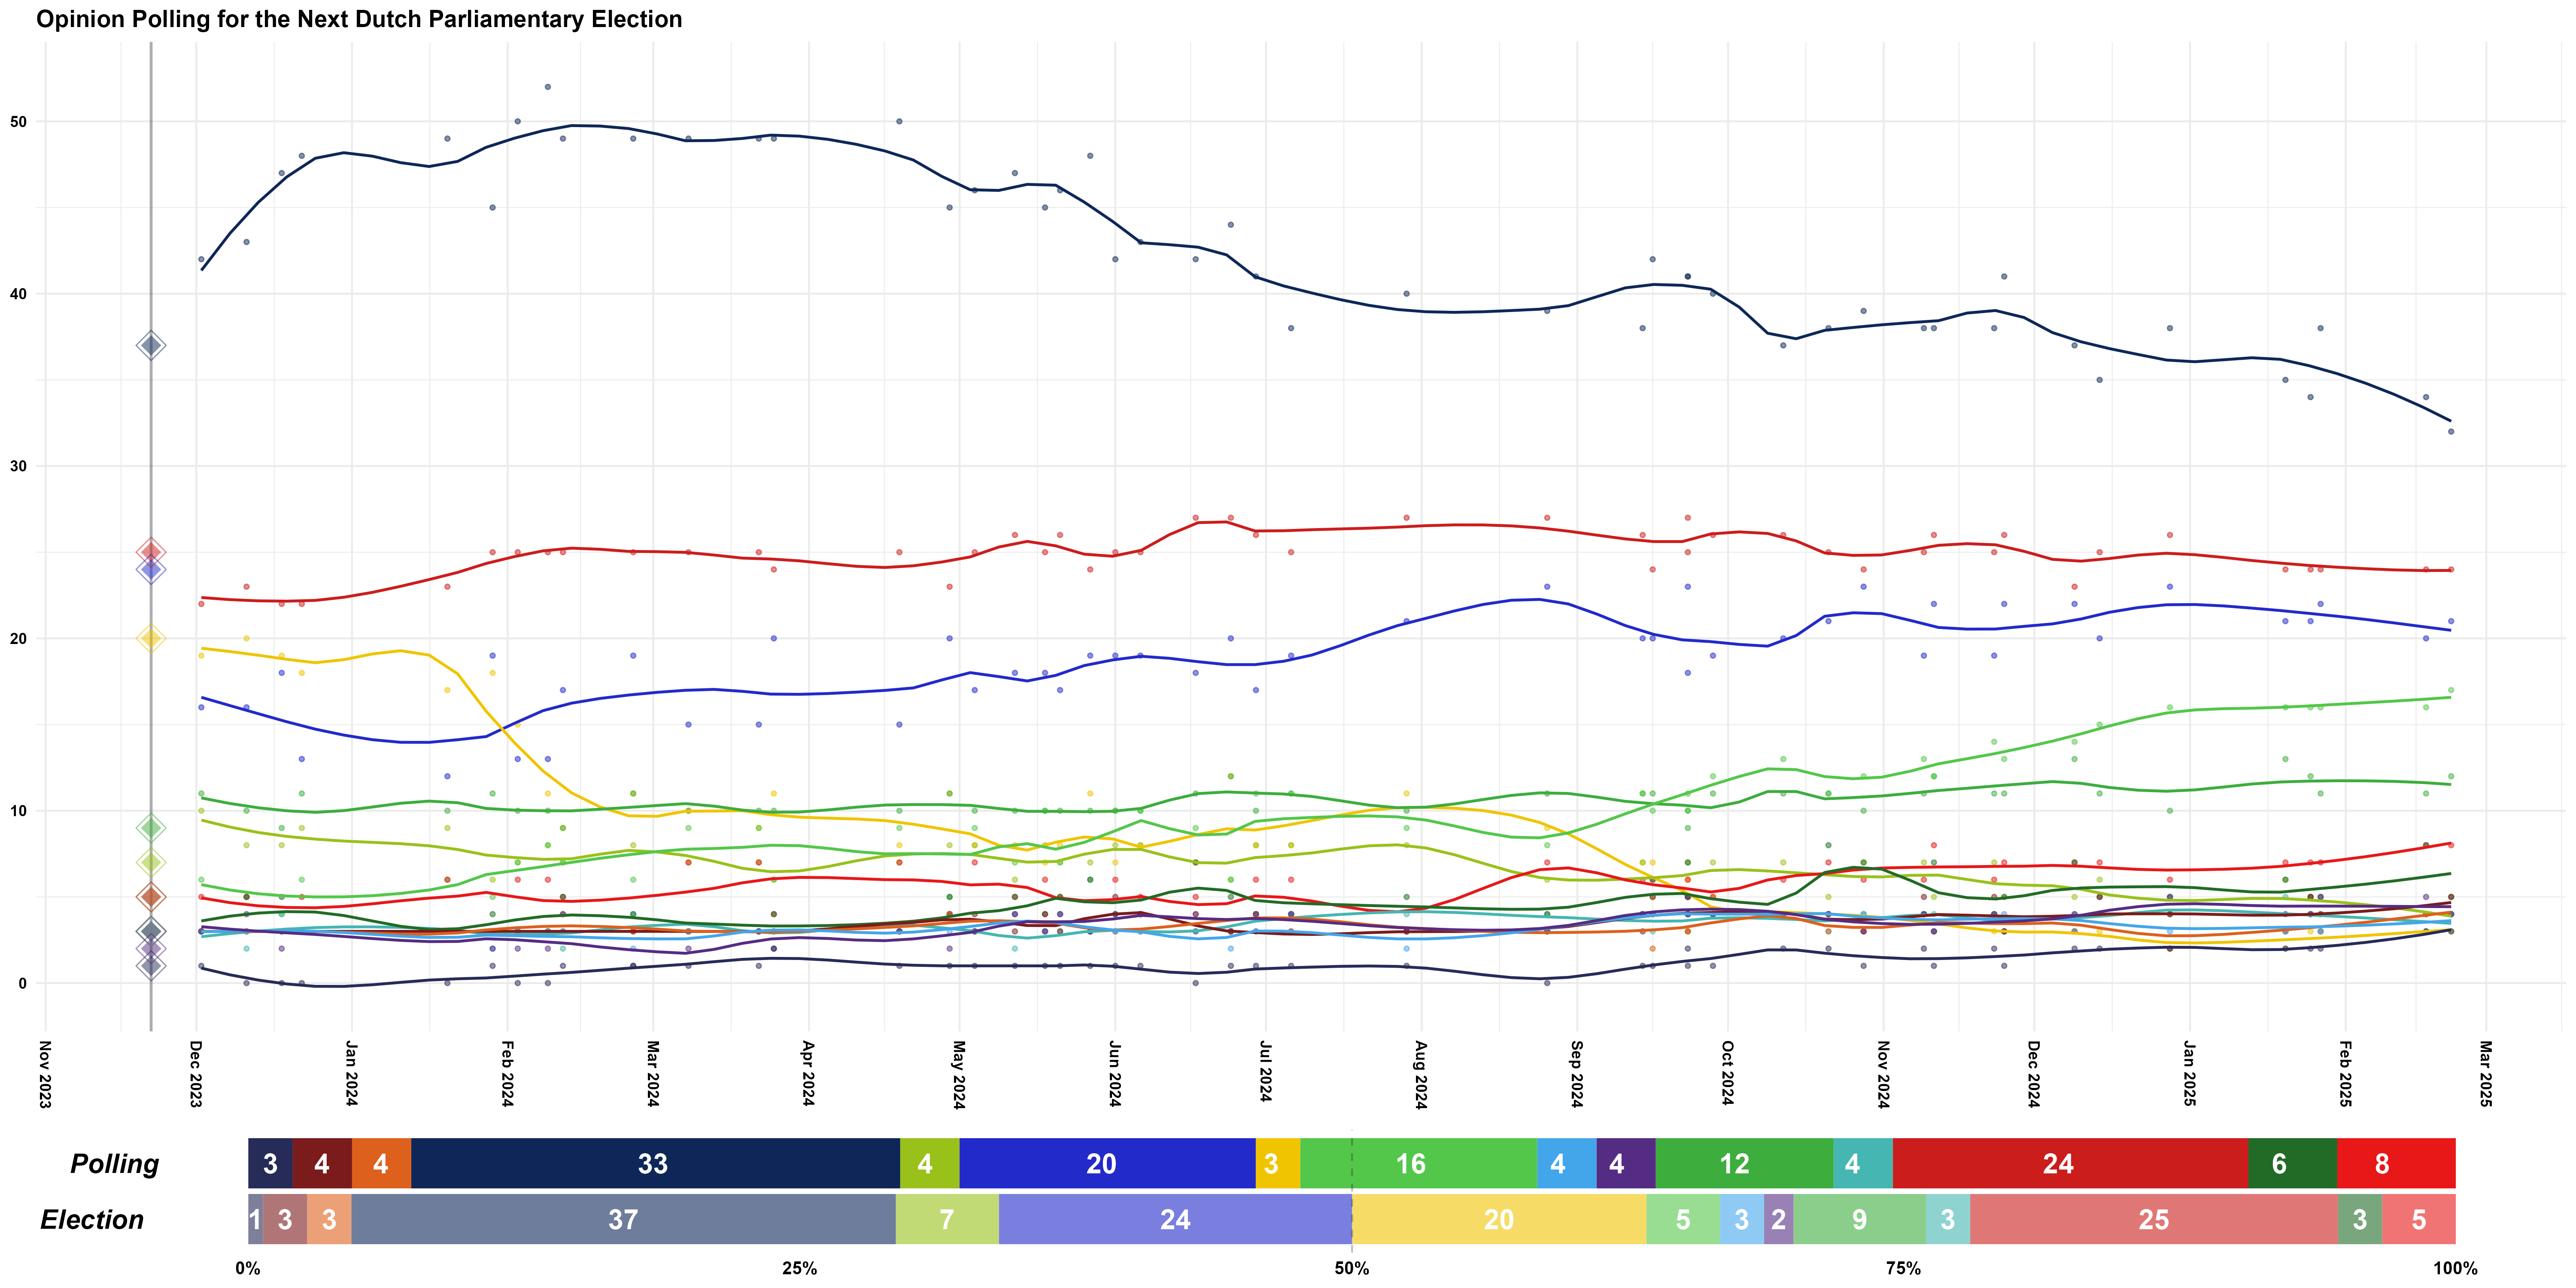 Opinion Polling for the Next Dutch Parliamentary Election
50
40
30
20
10
0
Nov 2023
Dec 2023
Jan 2024
Feb 2024
Mar 2024
Apr 2024
May 2024
Jun 2024
Jul 2024
Aug 2024
Sep 2024
Oct 2024
Nov 2024
Dec 2024
Jan 2025
Feb 2025
Mar 2025
Polling 3 4 4 33 4 20 3 16 4 4 12 4 24 6 8
Election 1 3 3 37 7 24 20 5 3 2 9 3 25 3 5
0% 25% 50% 75% 100%